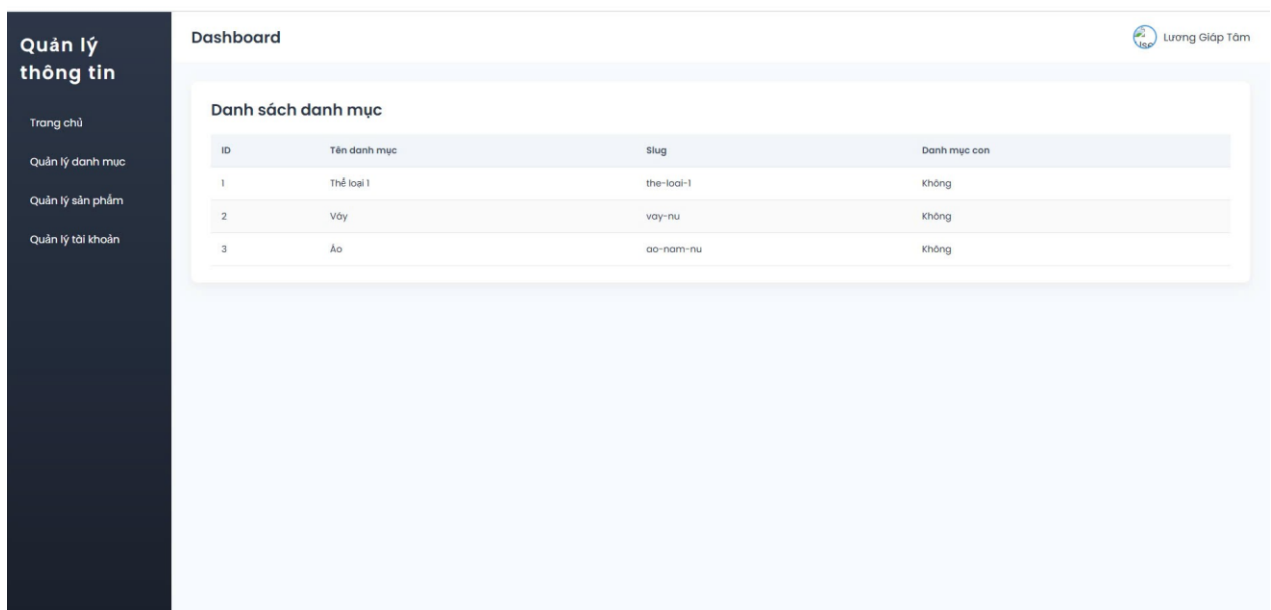 Quản lý
thông tin
Trang chủ
Quản lý danh mục
Quản lý sản phẩm
Quản lý tài khoản
Dashboard
Lương Giáp Tâm
Danh sách danh mục
ID Tên danh mục Slug Danh mục con
1 Thể loại 1 the-loai-1 Không
2 Váy vay-nu Không
3 Áo ao-nam-nu Không